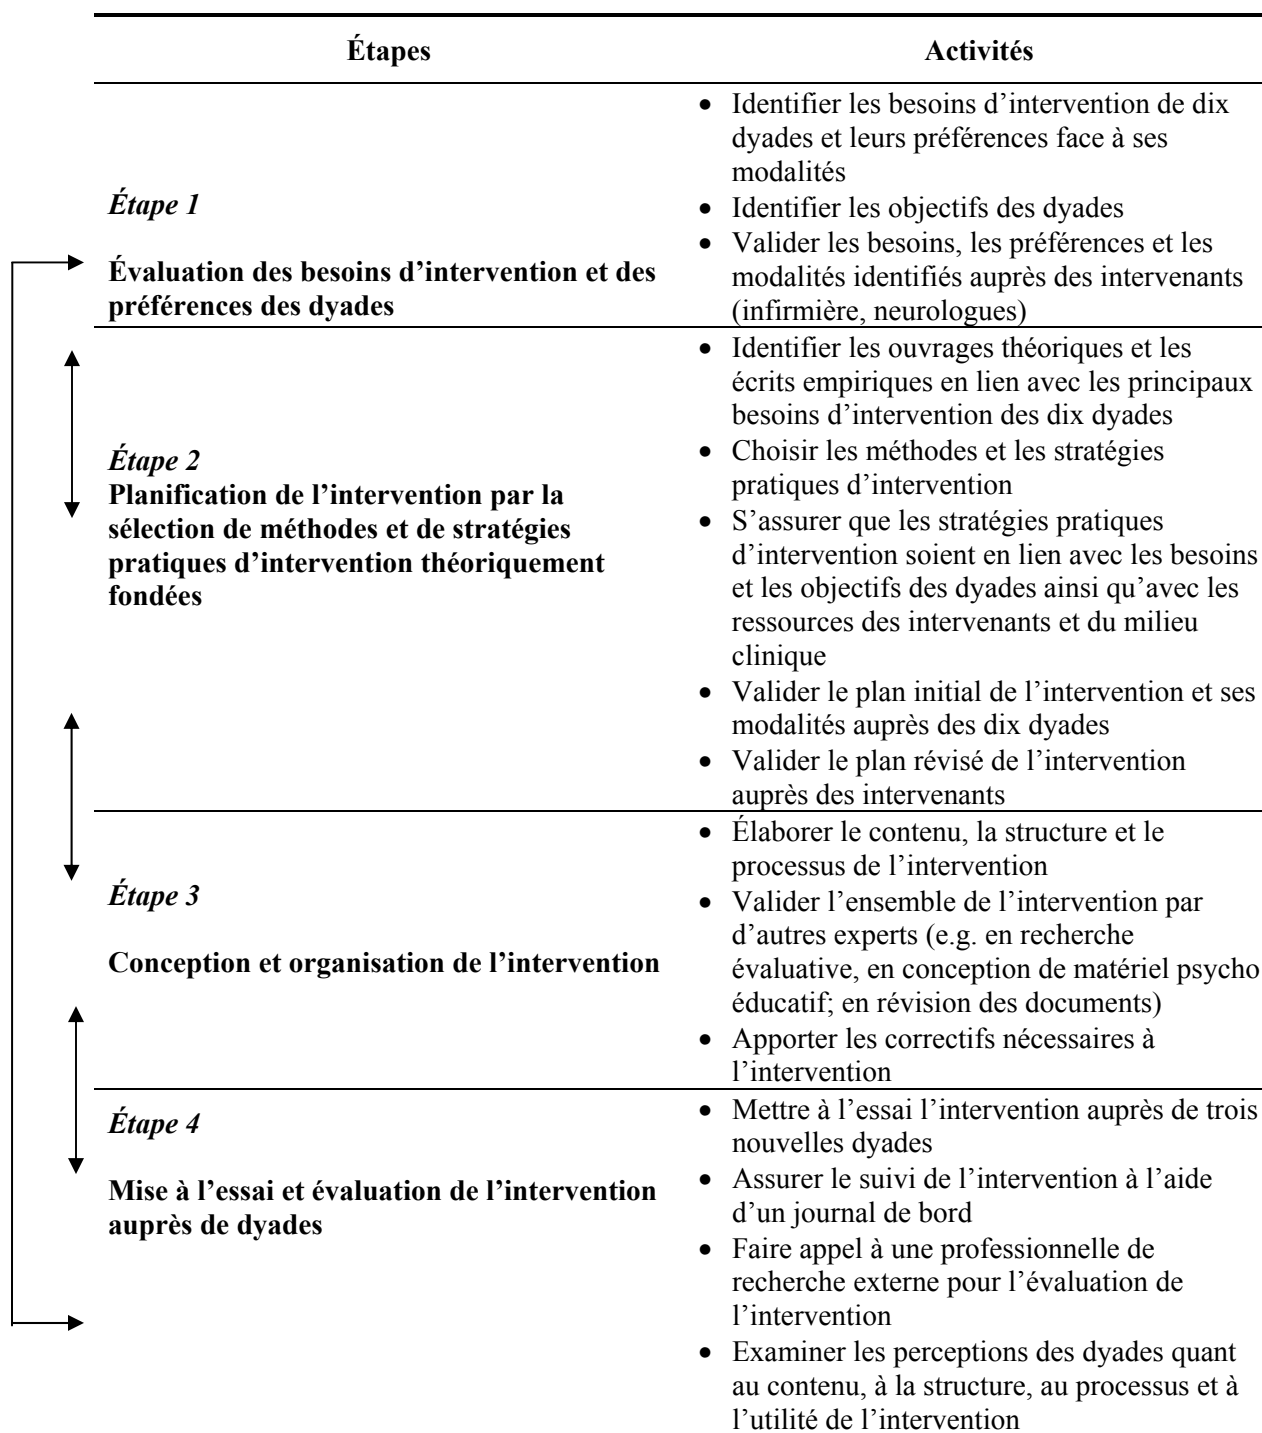 Étapes
Activités
Étape 1
Évaluation des besoins d’intervention et des
préférences des dyades
• Identifier les besoins d’intervention de dix
dyades et leurs préférences face à ses
modalités
• Identifier les objectifs des dyades
• Valider les besoins, les préférences et les
modalités identifiés auprès des intervenants
(infirmière, neurologues)
Étape 2
Planification de l’intervention par la
sélection de méthodes et de stratégies
pratiques d’intervention théoriquement
fondées
• Identifier les ouvrages théoriques et les
écrits empiriques en lien avec les principaux
besoins d’intervention des dix dyades
• Choisir les méthodes et les stratégies
pratiques d’intervention
• S’assurer que les stratégies pratiques
d’intervention soient en lien avec les besoins
et les objectifs des dyades ainsi qu’avec les
ressources des intervenants et du milieu
clinique
• Valider le plan initial de l’intervention et ses
modalités auprès des dix dyades
• Valider le plan révisé de l’intervention
auprès des intervenants
Étape 3
Conception et organisation de l’intervention
• Élaborer le contenu, la structure et le
processus de l’intervention
• Valider l’ensemble de l’intervention par
d’autres experts (e.g. en recherche
évaluative, en conception de matériel psycho
éducatif; en révision des documents)
• Apporter les correctifs nécessaires à
l’intervention
Étape 4
Mise à l’essai et évaluation de l’intervention
auprès de dyades
• Mettre à l’essai l’intervention auprès de trois
nouvelles dyades
• Assurer le suivi de l’intervention à l’aide
d’un journal de bord
• Faire appel à une professionnelle de
recherche externe pour l’évaluation de
l’intervention
• Examiner les perceptions des dyades quant
au contenu, à la structure, au processus et à
l’utilité de l’intervention